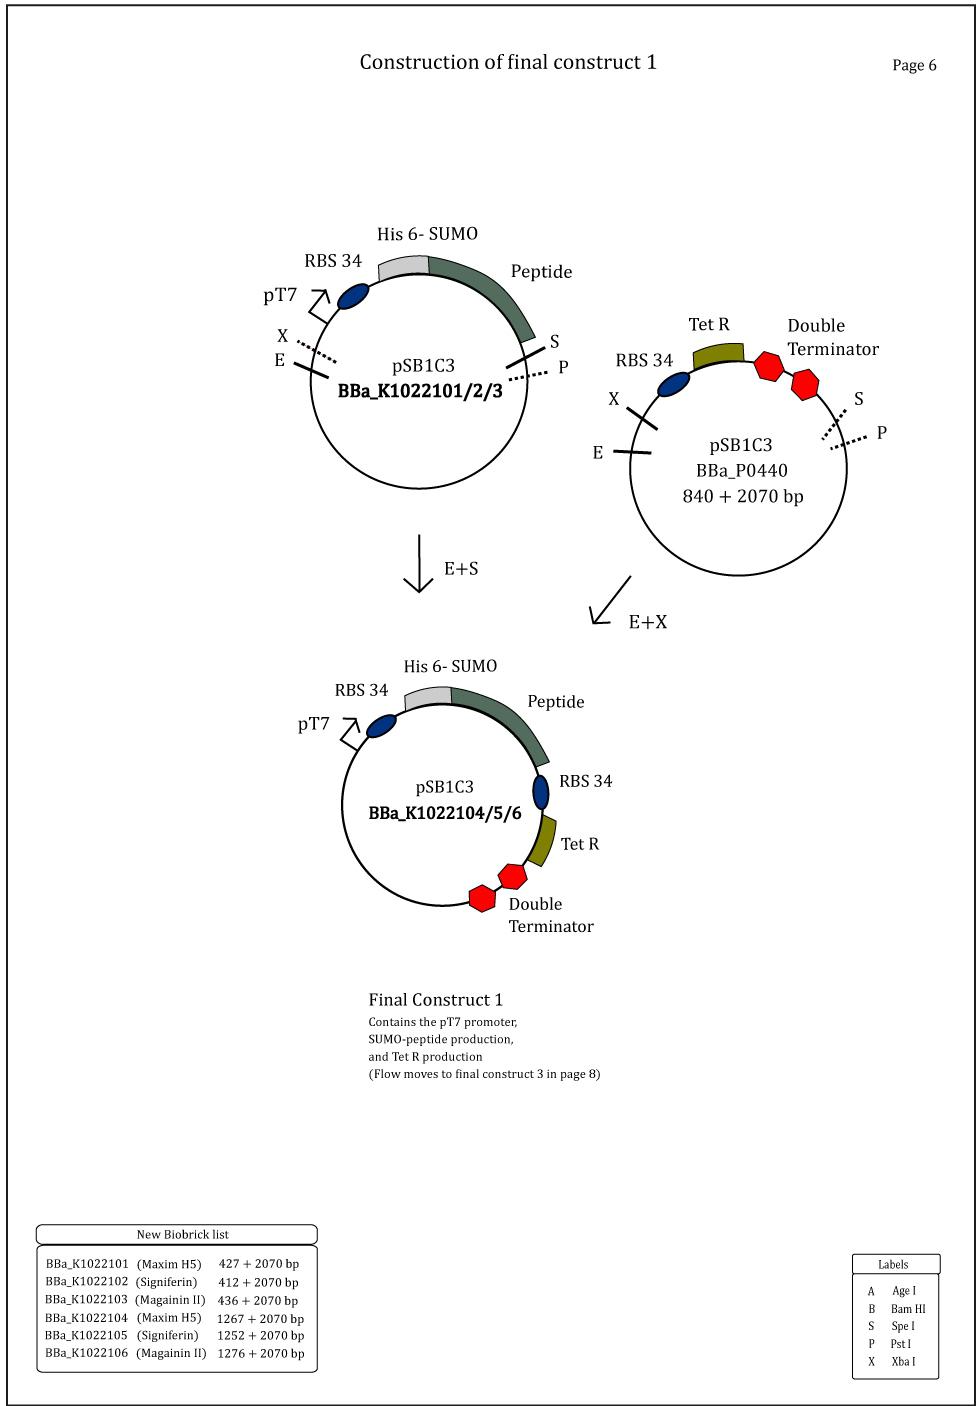 Construction of final construct 1
Page 6
His 6- SUMO
RBS 34
Peptide
pT7
X
E
S
P
pSB1C3
BBa_K1022101/2/3
Tet R
Double
Terminator
RBS 34
X
S
E
P
pSB1C3
BBa_P0440
840 + 2070 bp
E+S
E+X
His 6- SUMO
RBS 34
Peptide
pT7
pSB1C3
BBa_K1022104/5/6
RBS 34
Tet R
Double
Terminator
Final Construct 1
Contains the pT7 promoter,
SUMO-peptide production,
and Tet R production
(Flow moves to final construct 3 in page 8)
New Biobrick list
BBa_K1022101 (Maxim H5) 427 + 2070 bp
BBa_K1022102 (Signiferin) 412 + 2070 bp
BBa_K1022103 (Magainin II) 436 + 2070 bp
BBa_K1022104 (Maxim H5) 1267 + 2070 bp
BBa_K1022105 (Signiferin) 1252 + 2070 bp
BBa_K1022106 (Magainin II) 1276 + 2070 bp
Labels
A Age I
B Bam HI
S Spe I
P Pst I
X Xba I